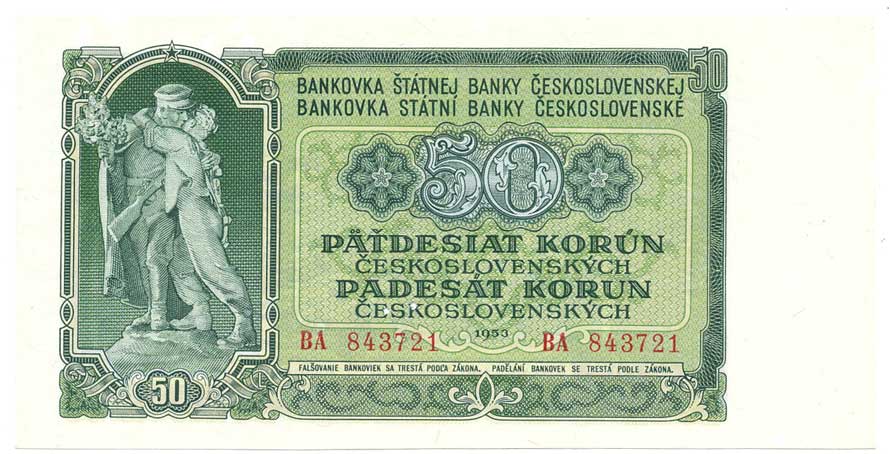 50
BANKOVKA ŠTÁTNEJ BANKY ČESKOSLOVENSKEJ
BANKOVKA STÁTNÍ BANKY ČESKOSLOVENSKÉ
50
PÄŤDESIAT KORÚN
ČESKOSLOVENSKÝCH
PADESÁT KORUN
ČESKOSLOVENSKÝCH
1953
BA 843721 BA 843721
FALŠOVANIE BANKOVIEK SA TRESTÁ PODĽA ZÁKONA. PADĚLÁNÍ BANKOVEK SE TRESTÁ PODLE ZÁKONA.
50